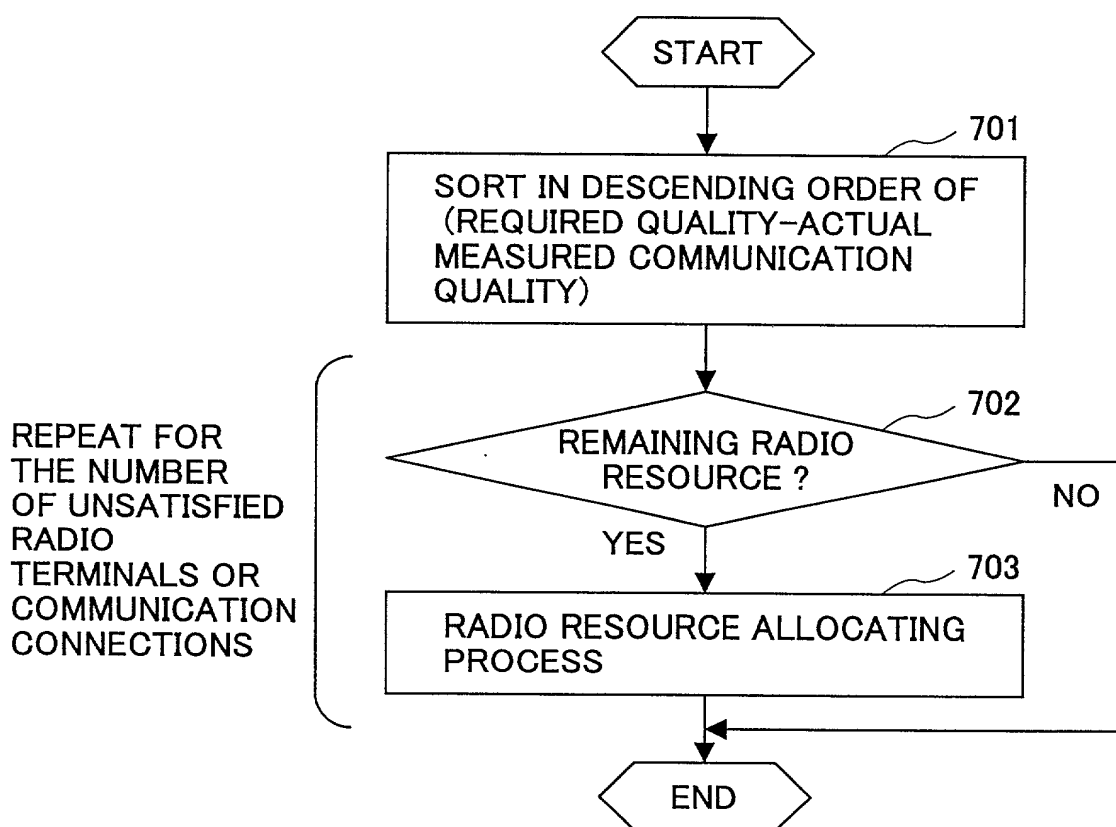 START
701
SORT IN DESCENDING ORDER OF
(REQUIRED QUALITY-ACTUAL
MEASURED COMMUNICATION
QUALITY)
REPEAT FOR
THE NUMBER
OF UNSATISFIED
RADIO
TERMINALS OR
COMMUNICATION
CONNECTIONS
702
REMAINING RADIO
RESOURCE ?
NO
YES
703
RADIO RESOURCE ALLOCATING
PROCESS
END